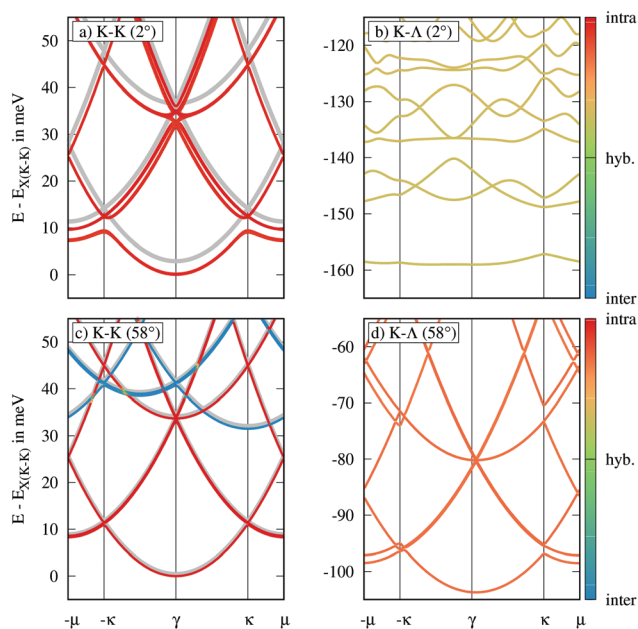 a) K-K (2°)
E - E_X(K-K) in meV
50
40
30
20
10
0
b) K-Λ (2°)
-120
-130
-140
-150
-160
intra
hyb.
inter
c) K-K (58°)
E - E_X(K-K) in meV
50
40
30
20
10
0
-μ
-κ
γ
κ
μ
d) K-Λ (58°)
-60
-70
-80
-90
-100
-μ
-κ
γ
κ
μ
intra
hyb.
inter